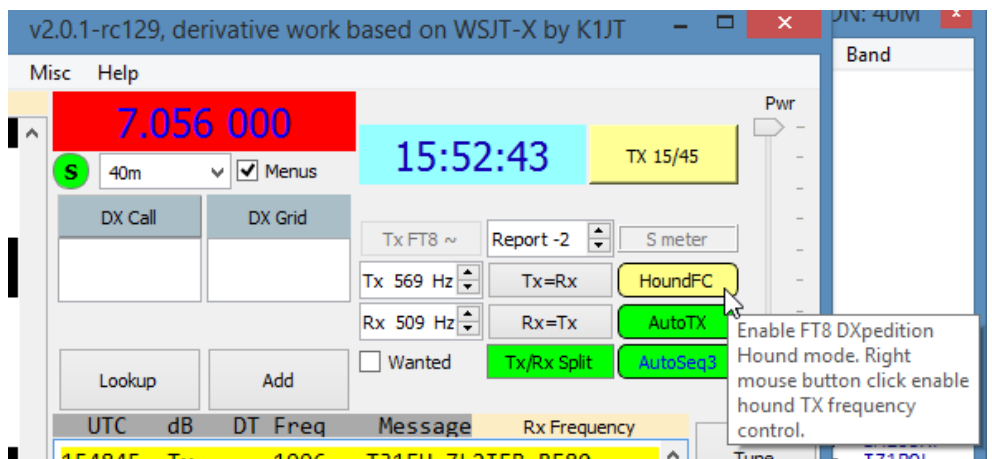 v2.0.1-rc129, derivative work based on WSJT-X by K1JT
Misc Help
Band
7.056 000
Pwr
15:52:43
TX 15/45
S
40m
Menus
DX Call
DX Grid
Tx FT8 ~
Report -2
S meter
Tx 569 Hz
Tx=Rx
HoundFC
Rx 509 Hz
Rx=Tx
AutoTX
Wanted
Tx/Rx Split
AutoSeq3
Enable FT8 DXpedition
Hound mode. Right
mouse button click enable
hound TX frequency
control.
Lookup
Add
UTC dB DT Freq Message
Rx Frequency